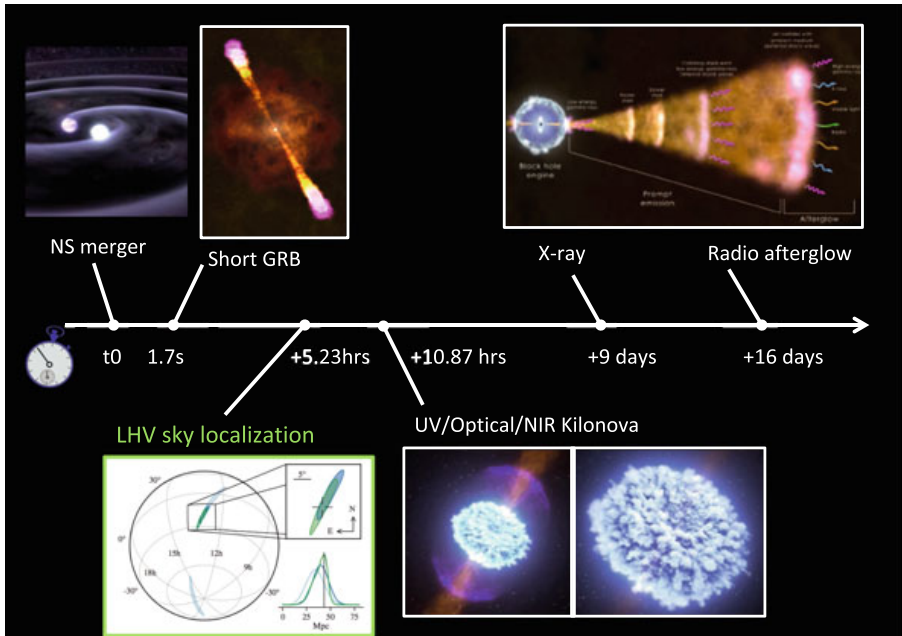 NS merger
Short GRB
Black hole
engine
Prompt
emission
Afterglow
X-ray
Radio afterglow
t0
1.7s
+5.23hrs
+10.87 hrs
+9 days
+16 days
LHV sky localization
UV/Optical/NIR Kilonova
30°
0°
-30°
18h
15h
12h
9h
-30°
5°
N
E
0
25
50
75
Mpc